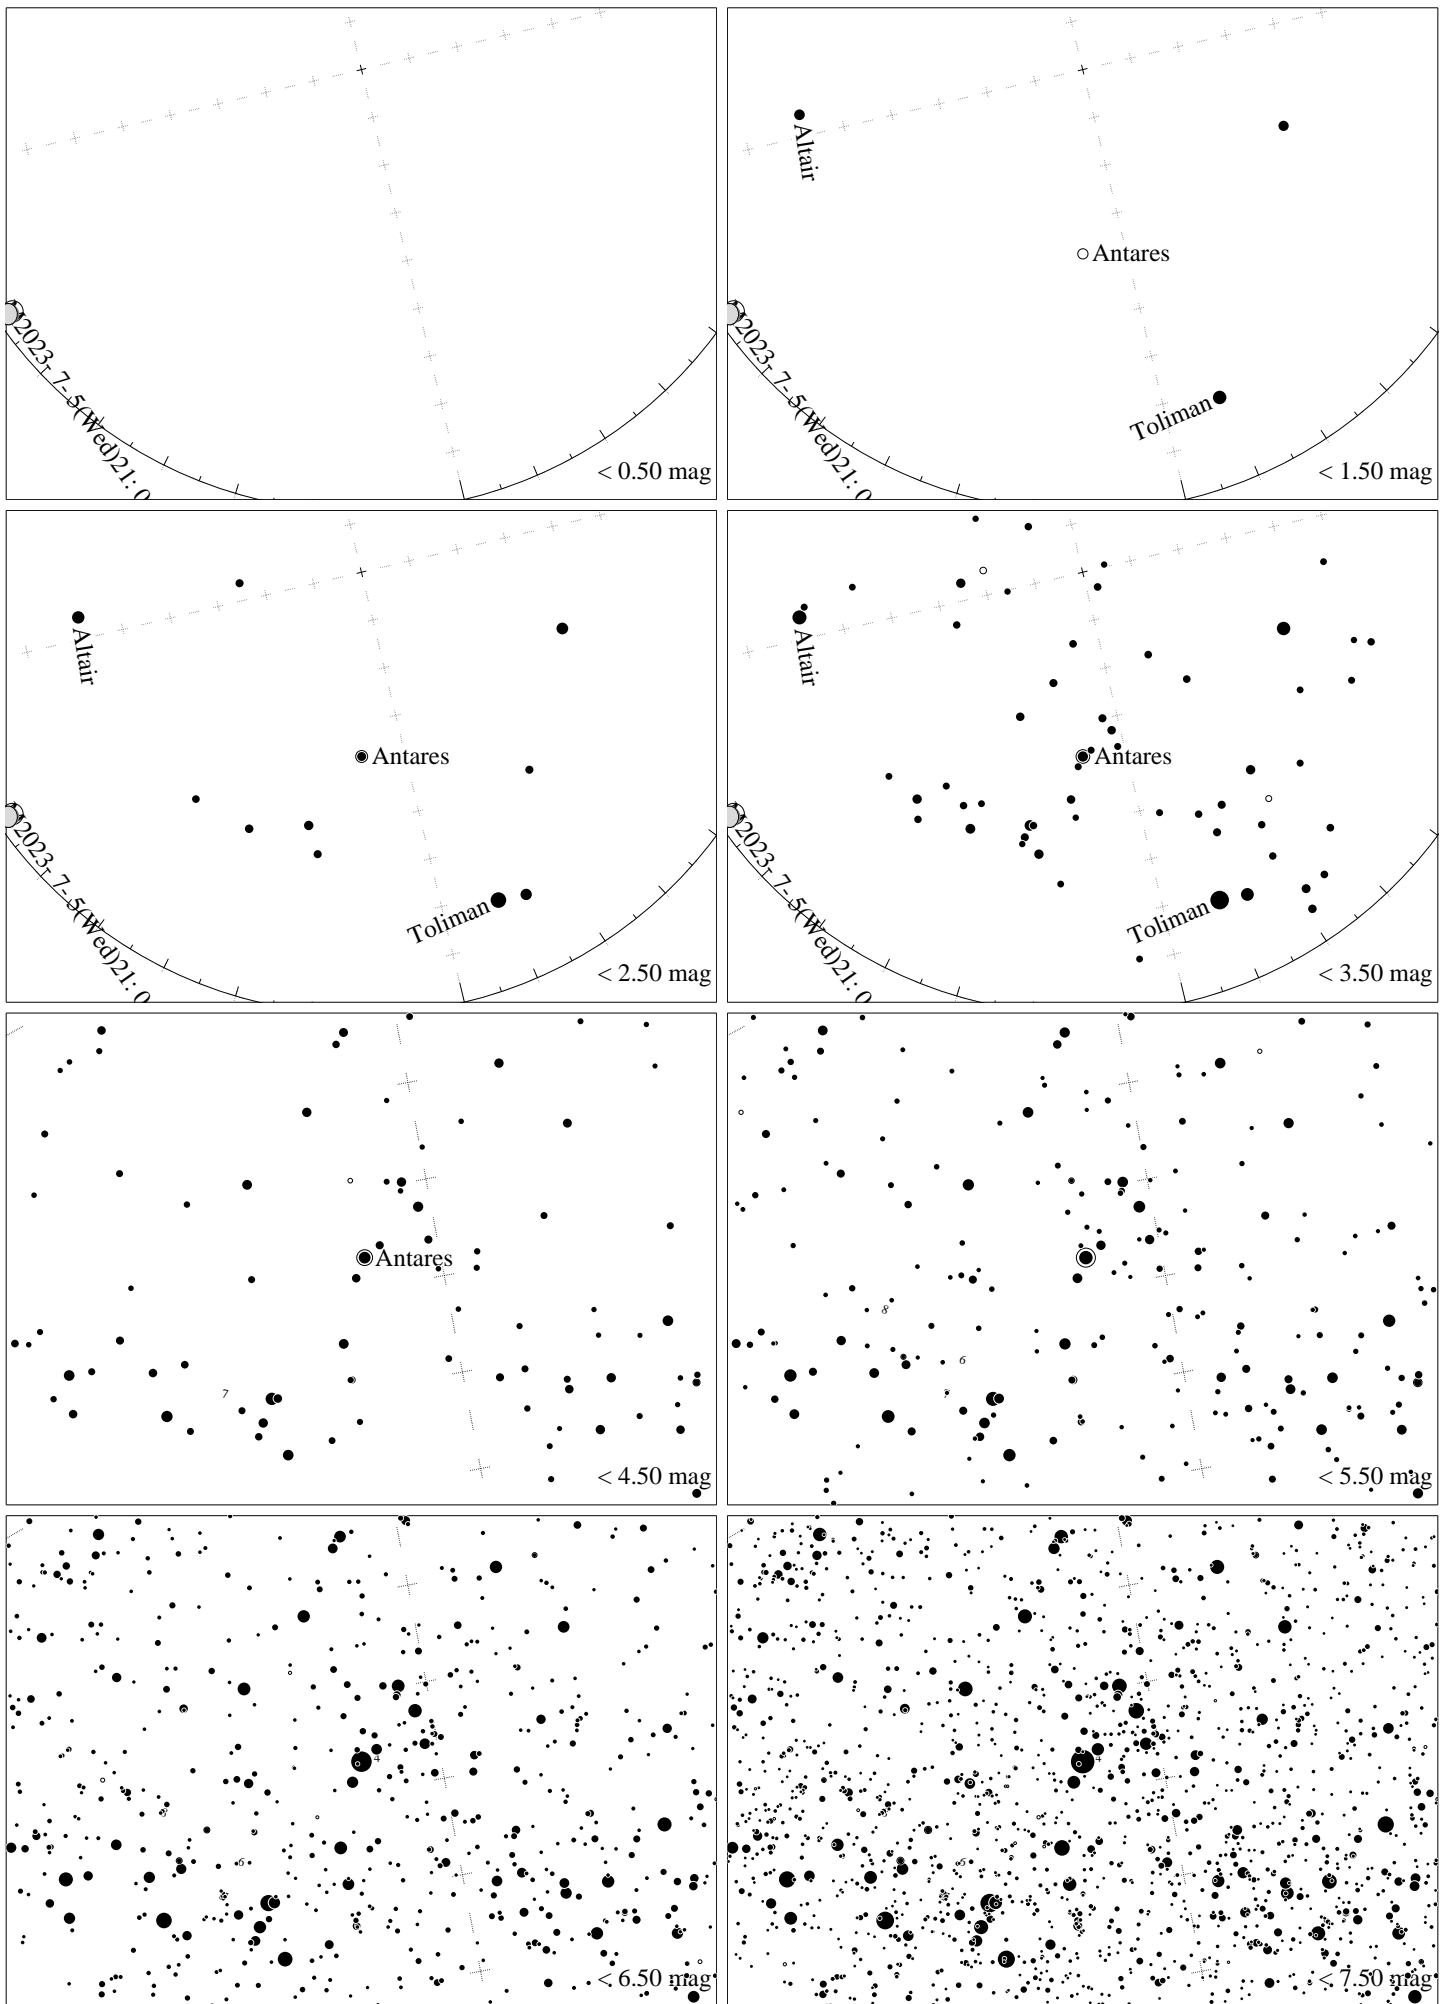 2023- 7- 5(Wed)21: 0
< 0.50 mag
Altair
Antares
Toliman
2023- 7- 5(Wed)21: 0
< 1.50 mag
Altair
Antares
Toliman
2023- 7- 5(Wed)21: 0
< 2.50 mag
Altair
Antares
Toliman
2023- 7- 5(Wed)21: 0
< 3.50 mag
Antares
7
< 4.50 mag
8
6
< 5.50 mag
4
6
< 6.50 mag
< 7.50 mag